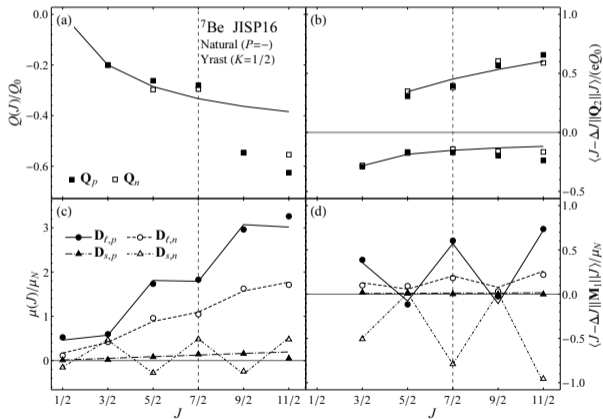 (a)
⁷Be JISP16
Natural (P=−)
Yrast (K=1/2)
Q(J)/Q₀
0.0
−0.2
−0.4
−0.6
Qp Qn
(b)
1.0
0.5
0.0
−0.5
⟨J−ΔJ||Q₂||J⟩/(eQ₀)
(c)
Dℓ,p Dℓ,n
Ds,p Ds,n
μ(J)/μN
3
2
1
0
1/2 3/2 5/2 7/2 9/2 11/2
J
(d)
1.0
0.5
0.0
−0.5
−1.0
⟨J−ΔJ||M₁||J⟩/μN
1/2 3/2 5/2 7/2 9/2 11/2
J